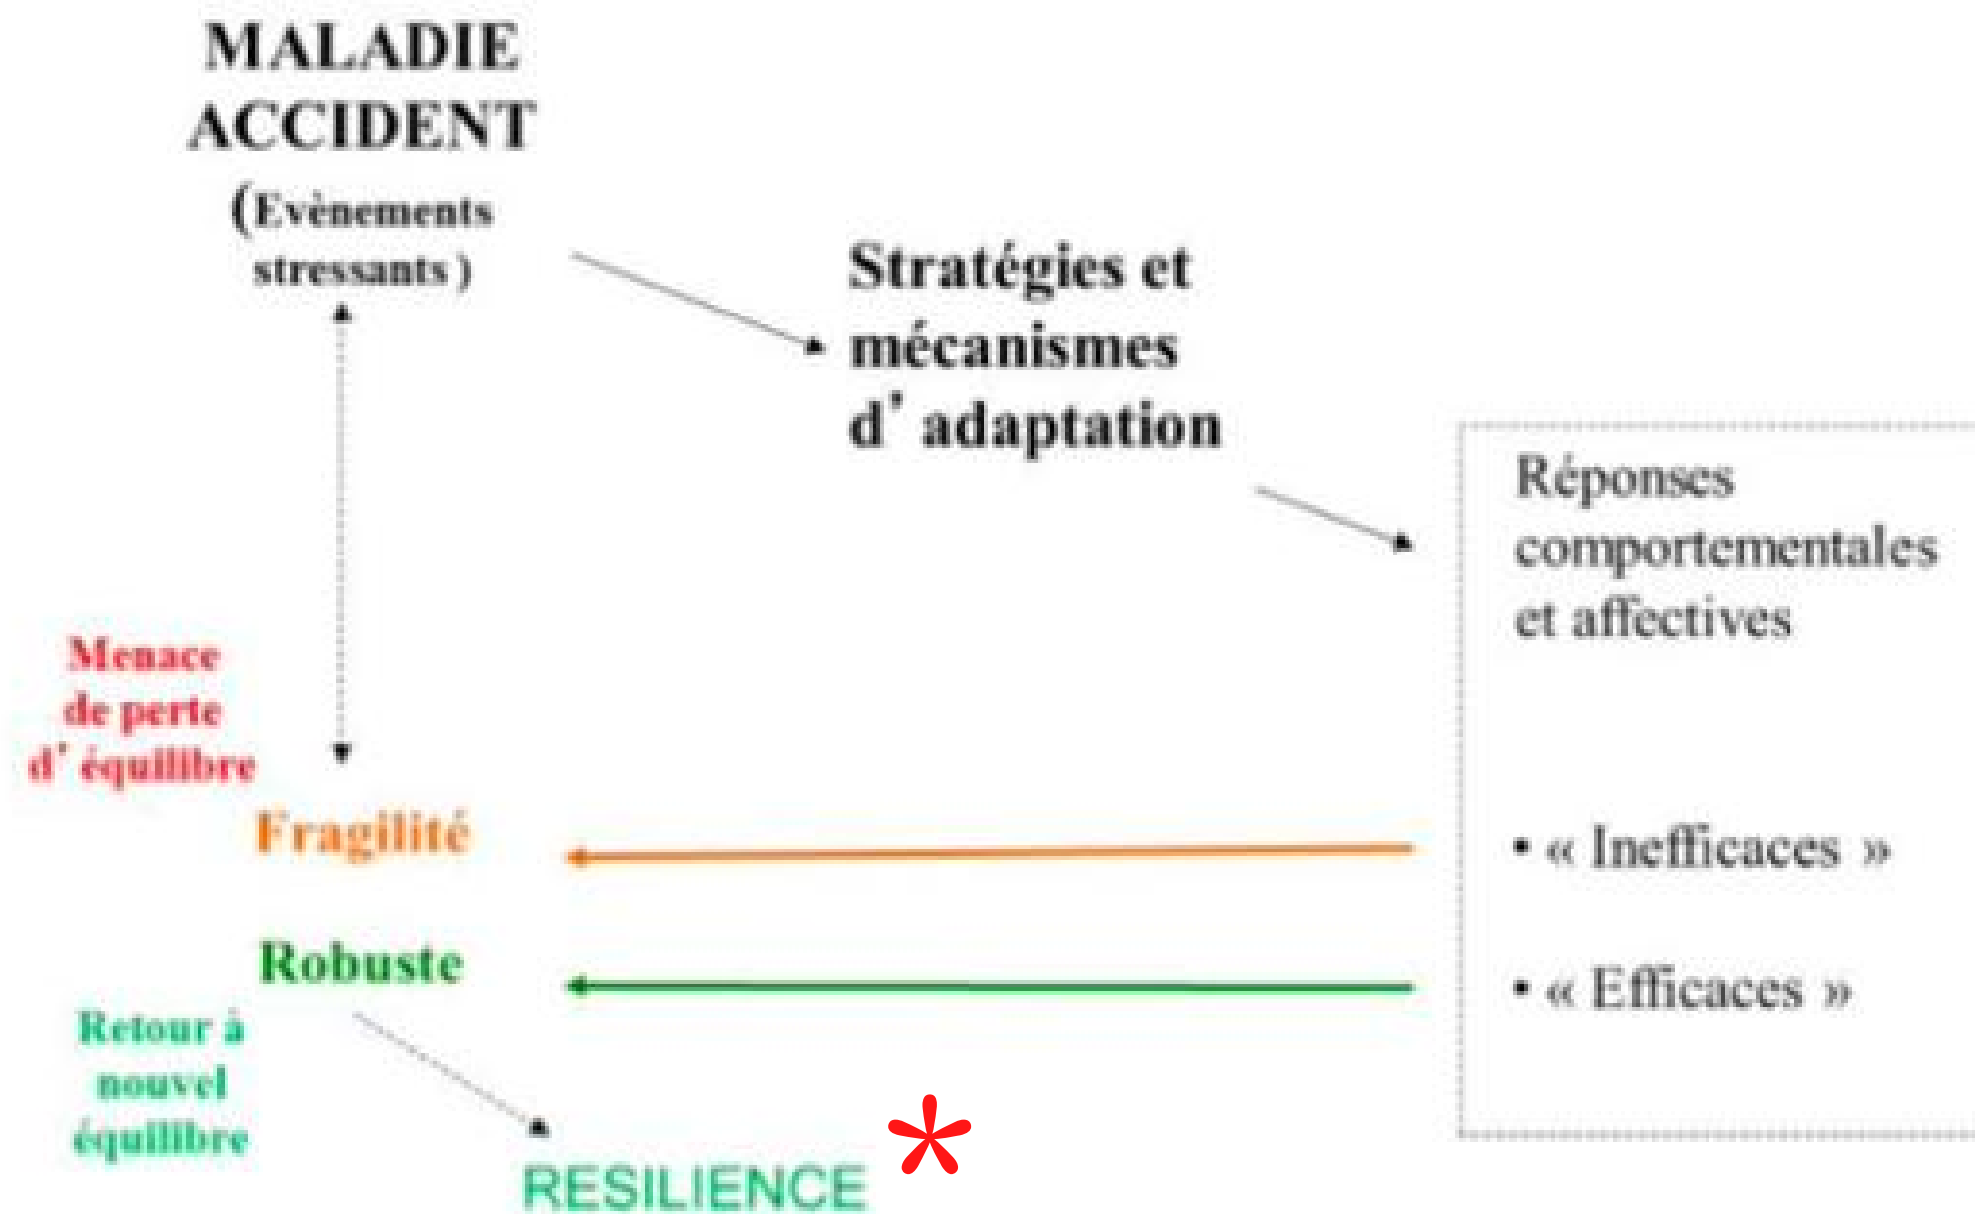 MALADIE
ACCIDENT
(Evènements
stressants )
Stratégies et
mécanismes
d’ adaptation
Réponses
comportementales
et affectives
Menace
de perte
d’ équilibre
Fragilité
• « Inefficaces »
Robuste
• « Efficaces »
Retour à
nouvel
équilibre
RESILIENCE *